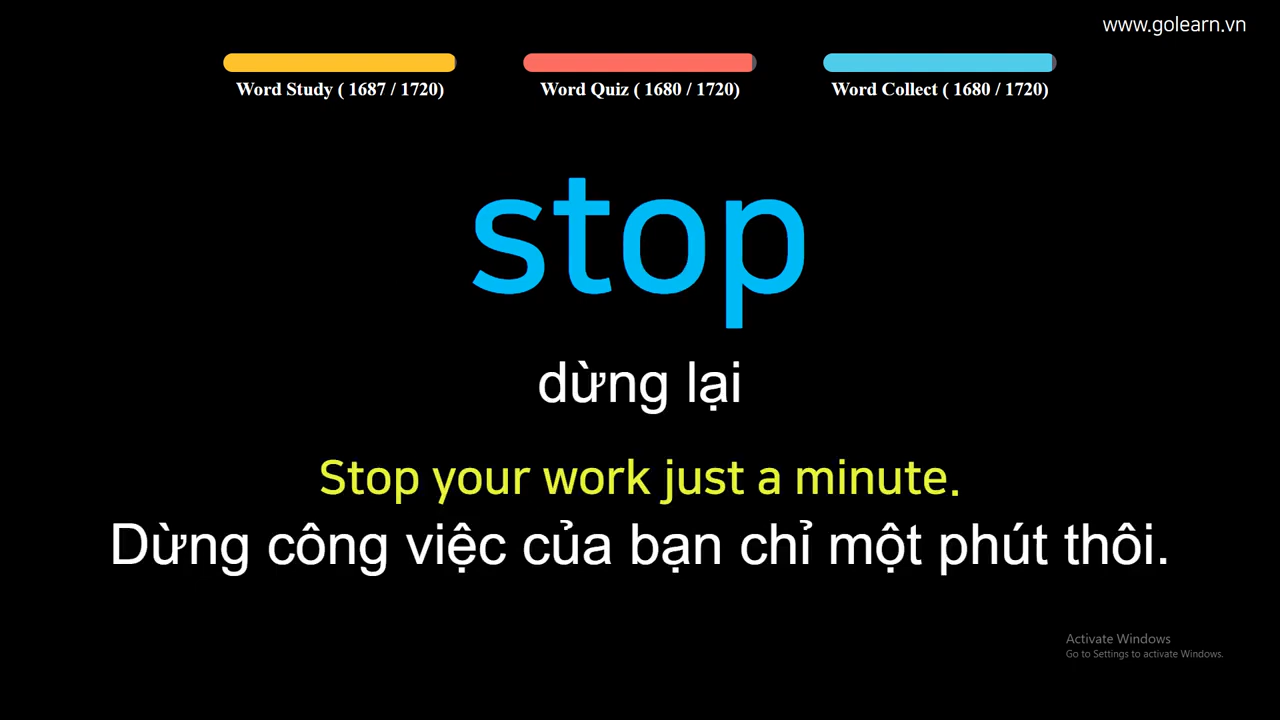 www.golearn.vn
Word Study ( 1687 / 1720)
Word Quiz ( 1680 / 1720)
Word Collect ( 1680 / 1720)
stop
dừng lại
Stop your work just a minute.
Dừng công việc của bạn chỉ một phút thôi.
Activate Windows
Go to Settings to activate Windows.